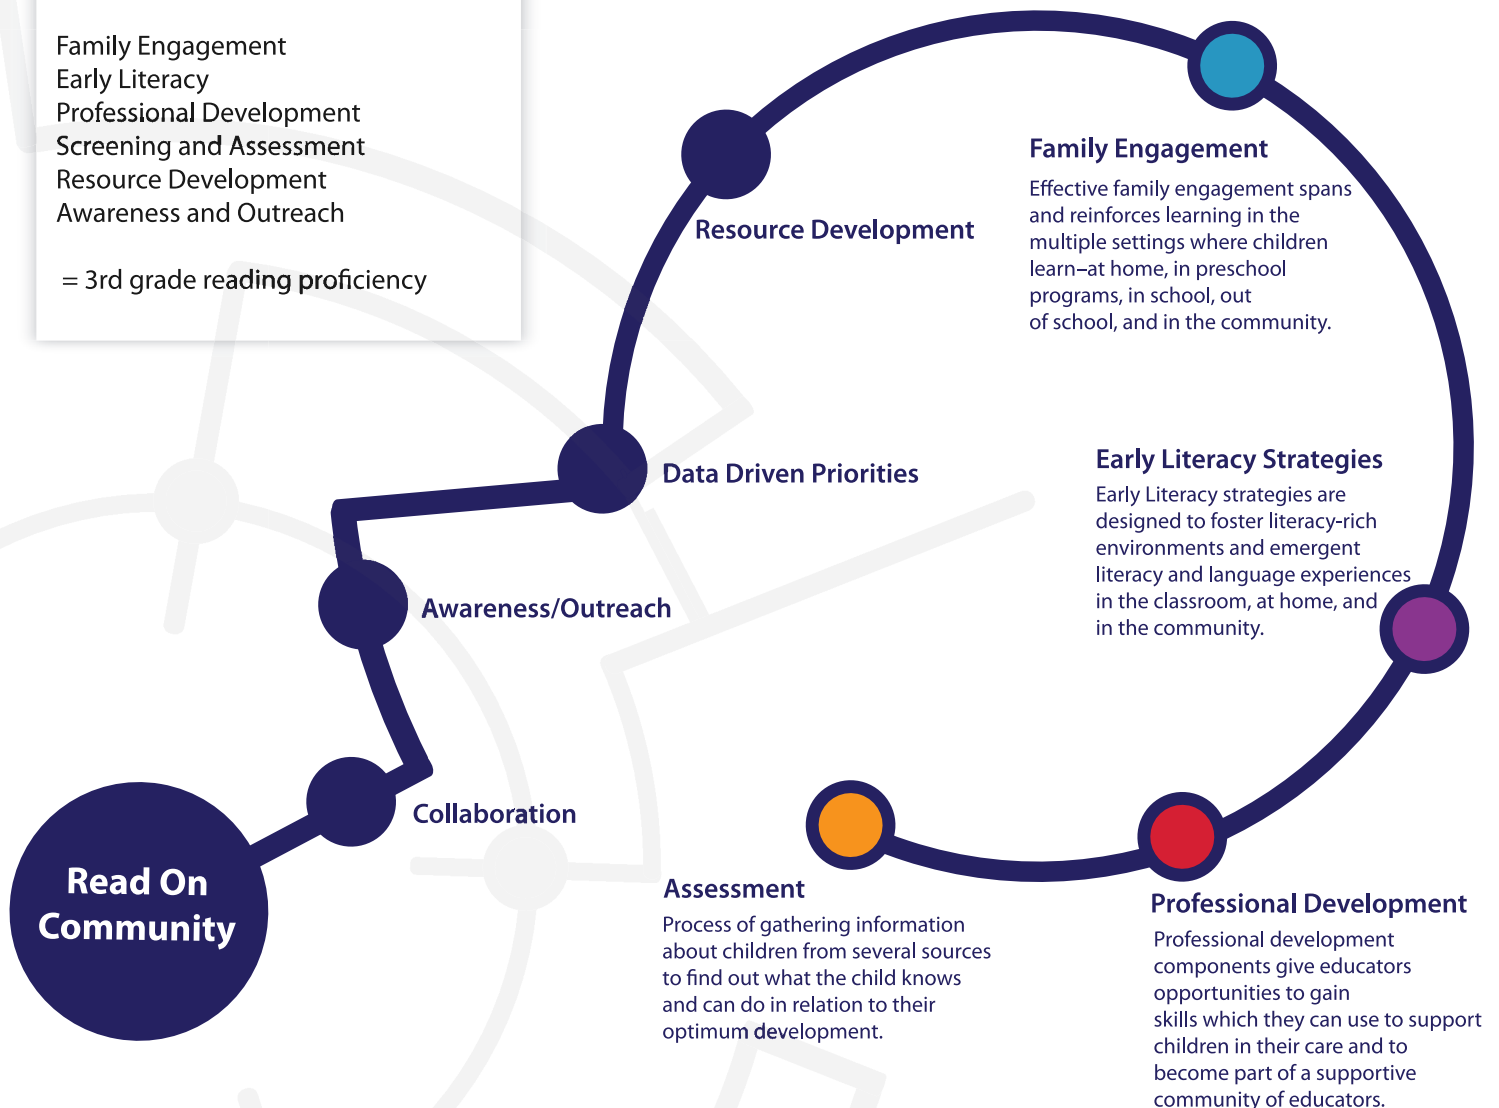 Family Engagement
Early Literacy
Professional Development
Screening and Assessment
Resource Development
Awareness and Outreach
= 3rd grade reading proficiency
Family Engagement
Effective family engagement spans
and reinforces learning in the
multiple settings where children
learn–at home, in preschool
programs, in school, out
of school, and in the community.
Resource Development
Early Literacy Strategies
Early Literacy strategies are
designed to foster literacy-rich
environments and emergent
literacy and language experiences
in the classroom, at home, and
in the community.
Data Driven Priorities
Awareness/Outreach
Collaboration
Read On
Community
Assessment
Process of gathering information
about children from several sources
to find out what the child knows
and can do in relation to their
optimum development.
Professional Development
Professional development
components give educators
opportunities to gain
skills which they can use to support
children in their care and to
become part of a supportive
community of educators.